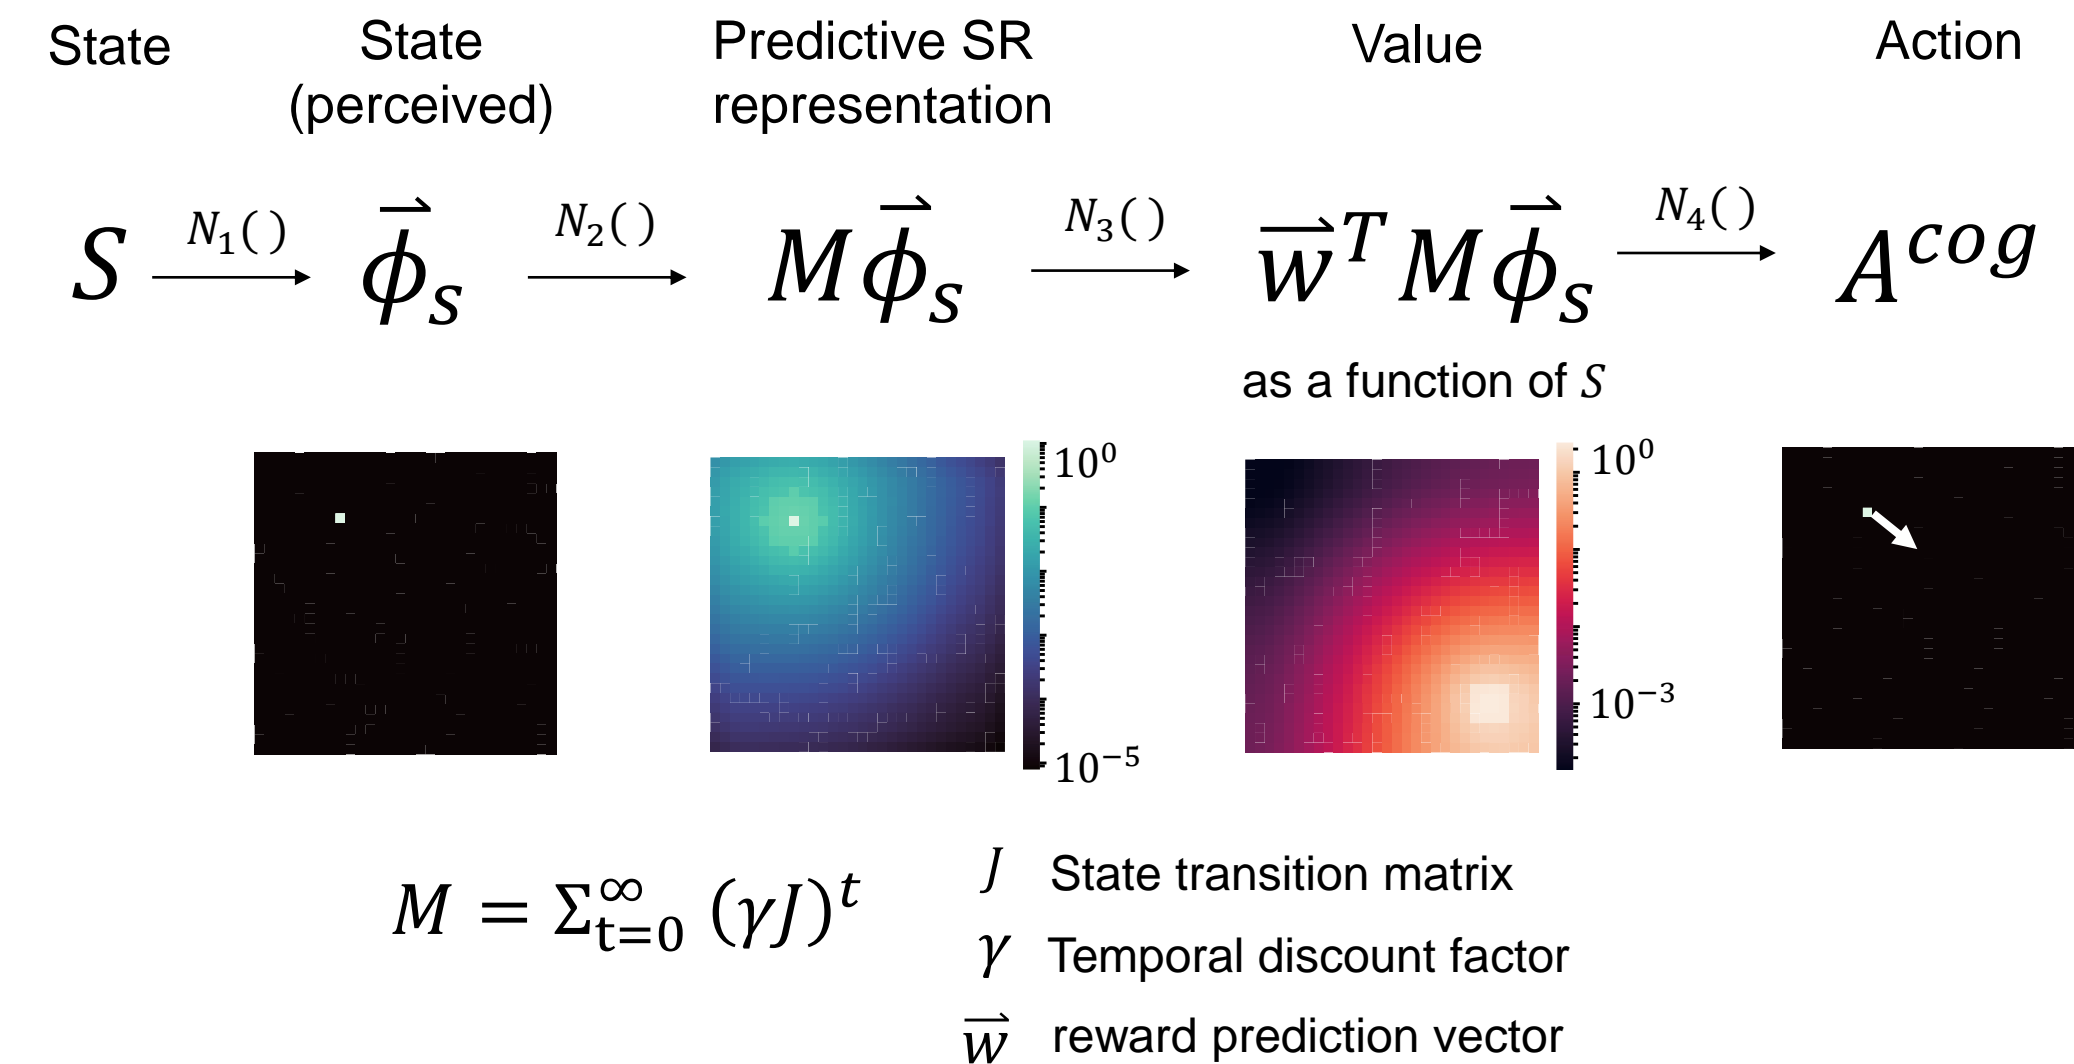 State
State
(perceived)
Predictive SR
representation
Value
Action
S
N₁( )
ϕ⃗ₛ
N₂( )
Mϕ⃗ₛ
N₃( )
w⃗ᵀMϕ⃗ₛ
N₄( )
Aᶜᵒᵍ
as a function of S
10⁰
10⁻⁵
10⁰
10⁻³
M = Σ_{t=0}^{∞} (γJ)ᵗ
J State transition matrix
γ Temporal discount factor
w⃗ reward prediction vector